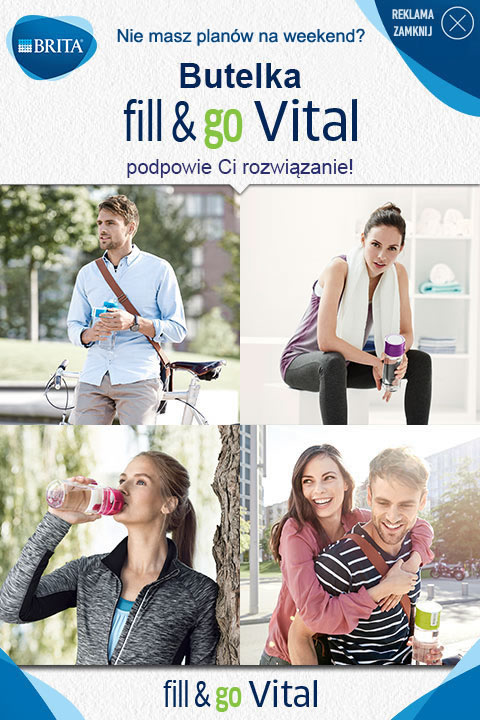 BRITA®
Nie masz planów na weekend?
REKLAMA
ZAMKNIJ
Butelka
fill & go Vital
podpowie Ci rozwiązanie!
fill & go Vital